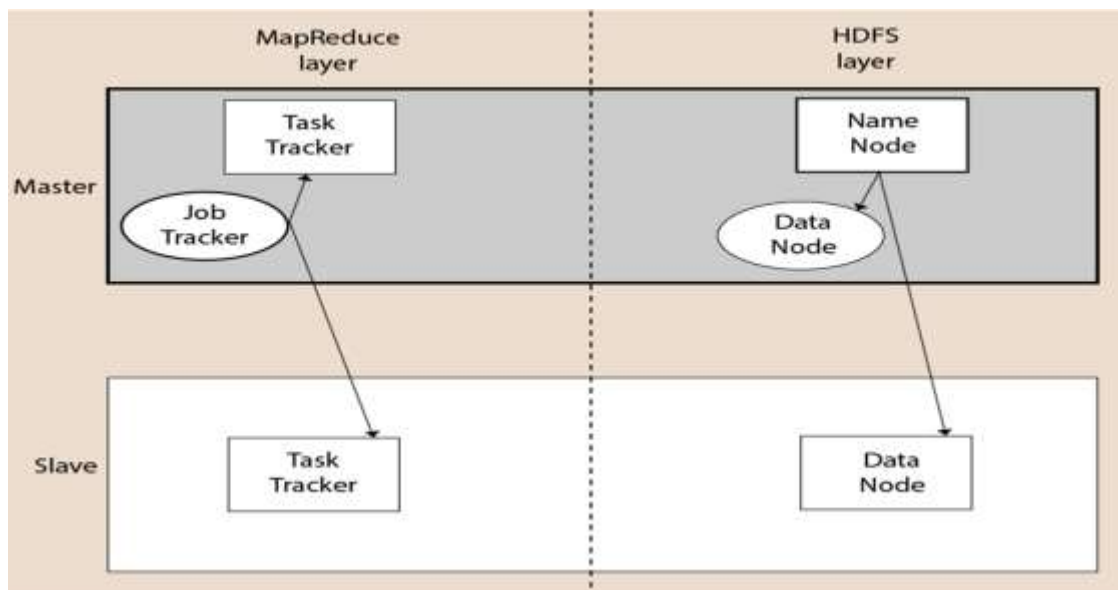 MapReduce
layer
HDFS
layer
Master
Task
Tracker
Job
Tracker
Name
Node
Data
Node
Slave
Task
Tracker
Data
Node